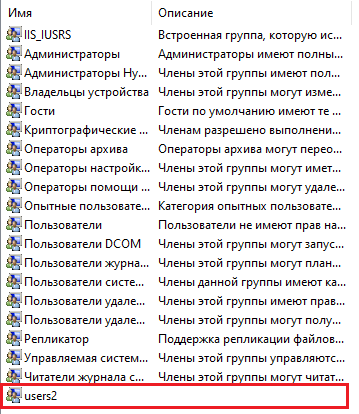 Имя Описание
IIS_IUSRS Встроенная группа, которую ис...
Администраторы Администраторы имеют полны...
Администраторы Hy... Члены этой группы имеют пол...
Владельцы устройства Члены этой группы могут изме...
Гости Гости по умолчанию имеют те ...
Криптографические ... Членам разрешено выполнени...
Операторы архива Операторы архива могут перео...
Операторы настройк... Члены этой группы могут имет...
Операторы помощи ... Члены этой группы могут удале...
Опытные пользовате... Категория опытных пользовате...
Пользователи Пользователи не имеют прав на...
Пользователи DCOM Члены этой группы могут запус...
Пользователи журна... Члены этой группы могут план...
Пользователи систе... Члены данной группы имеют ка...
Пользователи удале... Члены этой группы имеют прав...
Пользователи удале... Члены этой группы могут полу...
Репликатор Поддержка репликации файлов...
Управляемая систем... Члены этой группы управляютс...
Читатели журнала с... Члены этой группы могут читат...
users2